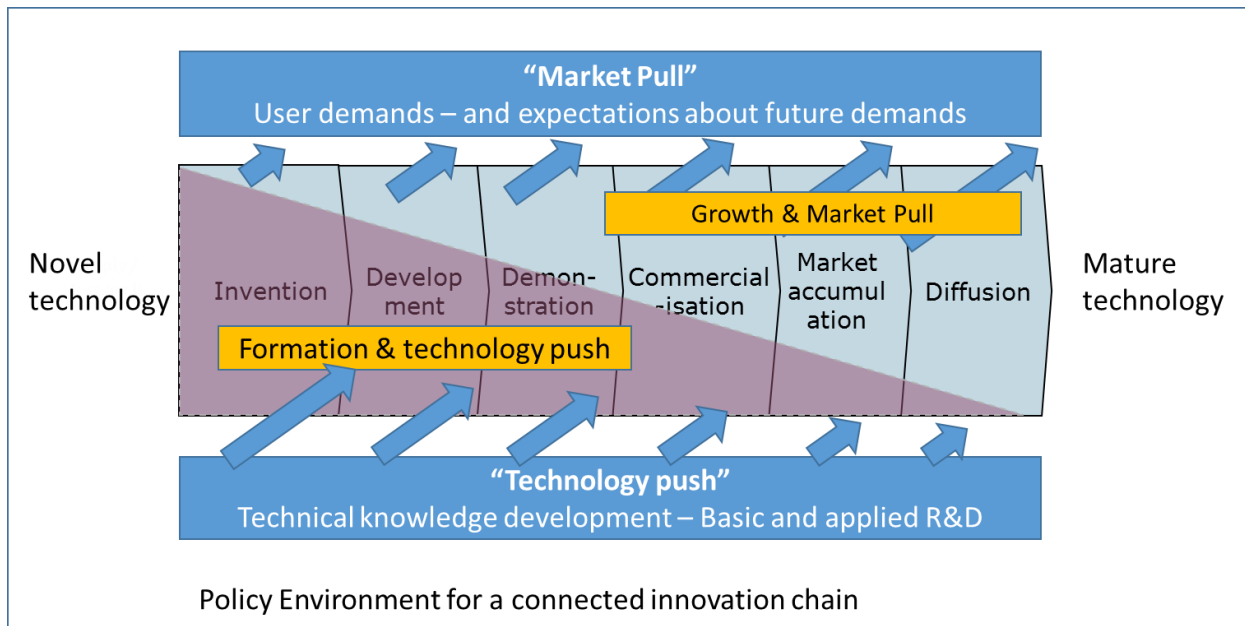 “Market Pull”
User demands – and expectations about future demands
Growth & Market Pull
Novel
technology
Invention
Develop
ment
Demon-
stration
Commercial
-isation
Market
accumul
ation
Diffusion
Mature
technology
Formation & technology push
“Technology push”
Technical knowledge development – Basic and applied R&D
Policy Environment for a connected innovation chain